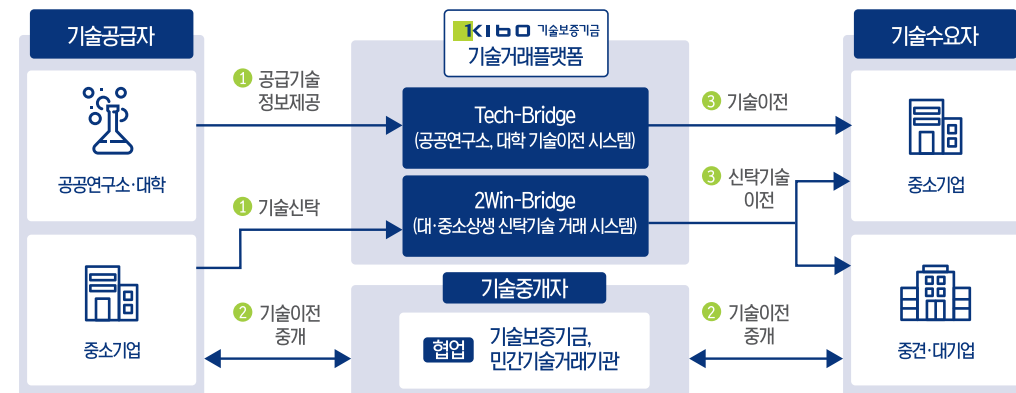 기술공급자
공공연구소·대학
중소기업
1 공급기술
정보제공
1 기술신탁
2 기술이전
중개
KIBO 기술보증기금
기술거래플랫폼
Tech-Bridge
(공공연구소, 대학 기술이전 시스템)
2Win-Bridge
(대·중소상생 신탁기술 거래 시스템)
기술중개자
협업
기술보증기금,
민간기술거래기관
3 기술이전
3 신탁기술
이전
2 기술이전
중개
기술수요자
중소기업
중견·대기업